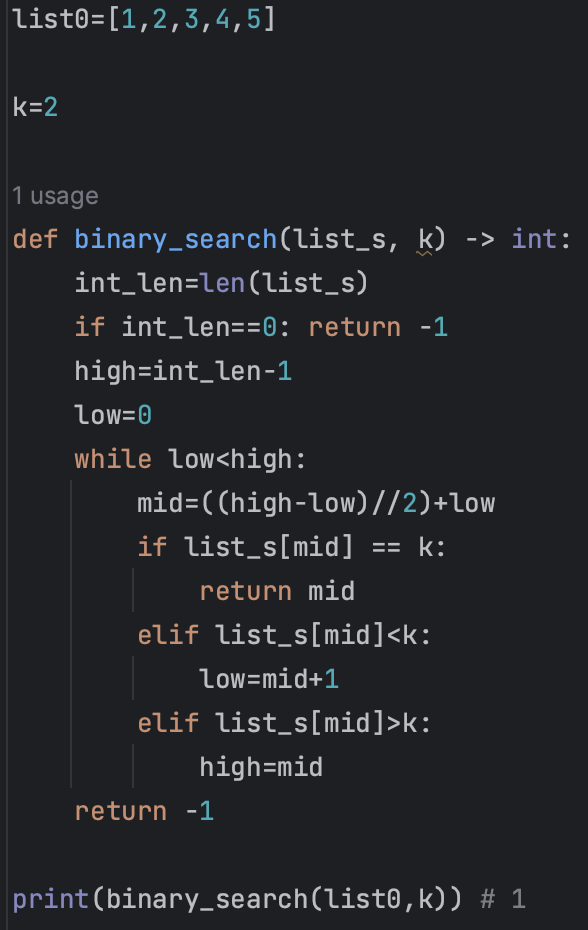 list0=[1,2,3,4,5]
k=2
1 usage
def binary_search(list_s, k) -> int:
    int_len=len(list_s)
    if int_len==0: return -1
    high=int_len-1
    low=0
    while low<high:
        mid=((high-low)//2)+low
        if list_s[mid] == k:
            return mid
        elif list_s[mid]<k:
            low=mid+1
        elif list_s[mid]>k:
            high=mid
    return -1
print(binary_search(list0,k)) # 1